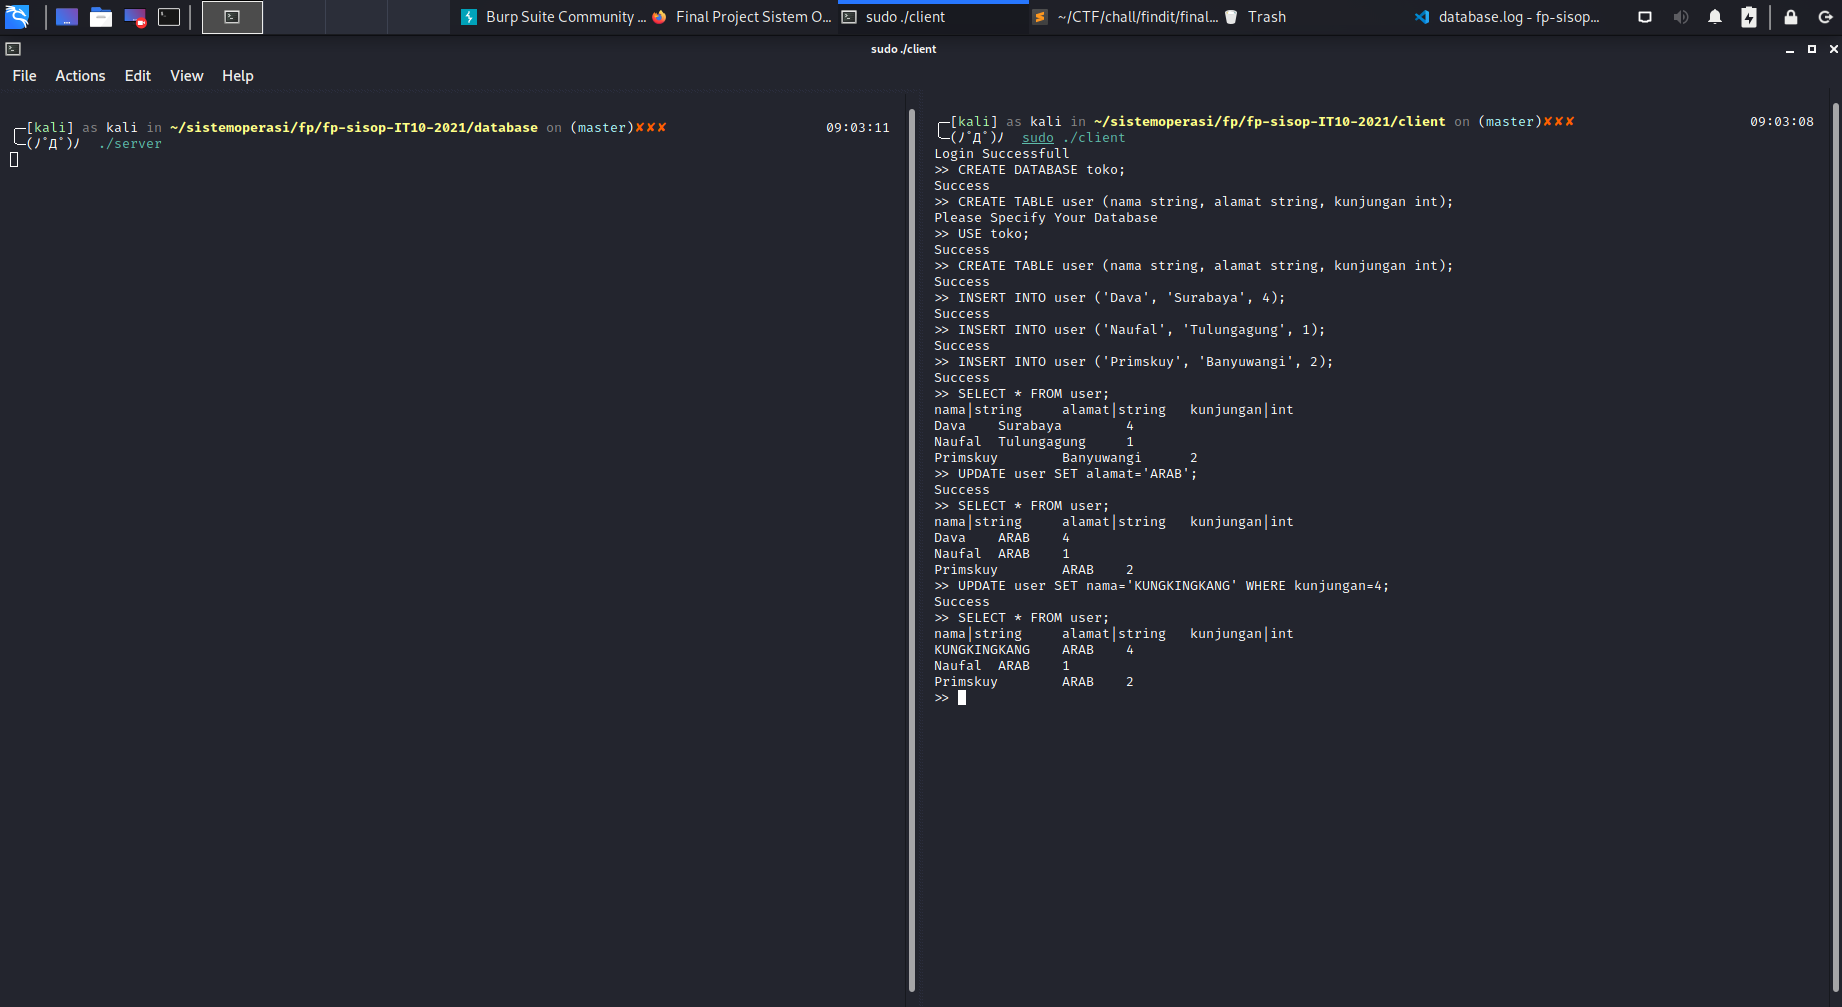 Burp Suite Community ...
Final Project Sistem O...
sudo ./client
~/CTF/chall/findit/final...
Trash
database.log - fp-sisop...
sudo ./client
File Actions Edit View Help
[kali] as kali in ~/sistemoperasi/fp/fp-sisop-IT10-2021/database on (master)✘✘✘ 09:03:11
(ﾉ˚Д˚)ﾉ ./server
[kali] as kali in ~/sistemoperasi/fp/fp-sisop-IT10-2021/client on (master)✘✘✘ 09:03:08
(ﾉ˚Д˚)ﾉ sudo ./client
Login Successfull
>> CREATE DATABASE toko;
Success
>> CREATE TABLE user (nama string, alamat string, kunjungan int);
Please Specify Your Database
>> USE toko;
Success
>> CREATE TABLE user (nama string, alamat string, kunjungan int);
Success
>> INSERT INTO user ('Dava', 'Surabaya', 4);
Success
>> INSERT INTO user ('Naufal', 'Tulungagung', 1);
Success
>> INSERT INTO user ('Primskuy', 'Banyuwangi', 2);
Success
>> SELECT * FROM user;
nama|string alamat|string kunjungan|int
Dava Surabaya 4
Naufal Tulungagung 1
Primskuy Banyuwangi 2
>> UPDATE user SET alamat='ARAB';
Success
>> SELECT * FROM user;
nama|string alamat|string kunjungan|int
Dava ARAB 4
Naufal ARAB 1
Primskuy ARAB 2
>> UPDATE user SET nama='KUNGKINGKANG' WHERE kunjungan=4;
Success
>> SELECT * FROM user;
nama|string alamat|string kunjungan|int
KUNGKINGKANG ARAB 4
Naufal ARAB 1
Primskuy ARAB 2
>>